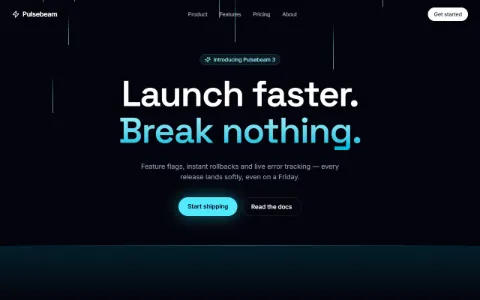 Pulsebeam
Product Features Pricing About
Get started
Introducing Pulsebeam 3
Launch faster.
Break nothing.
Feature flags, instant rollbacks and live error tracking — every
release lands softly, even on a Friday.
Start shipping
Read the docs